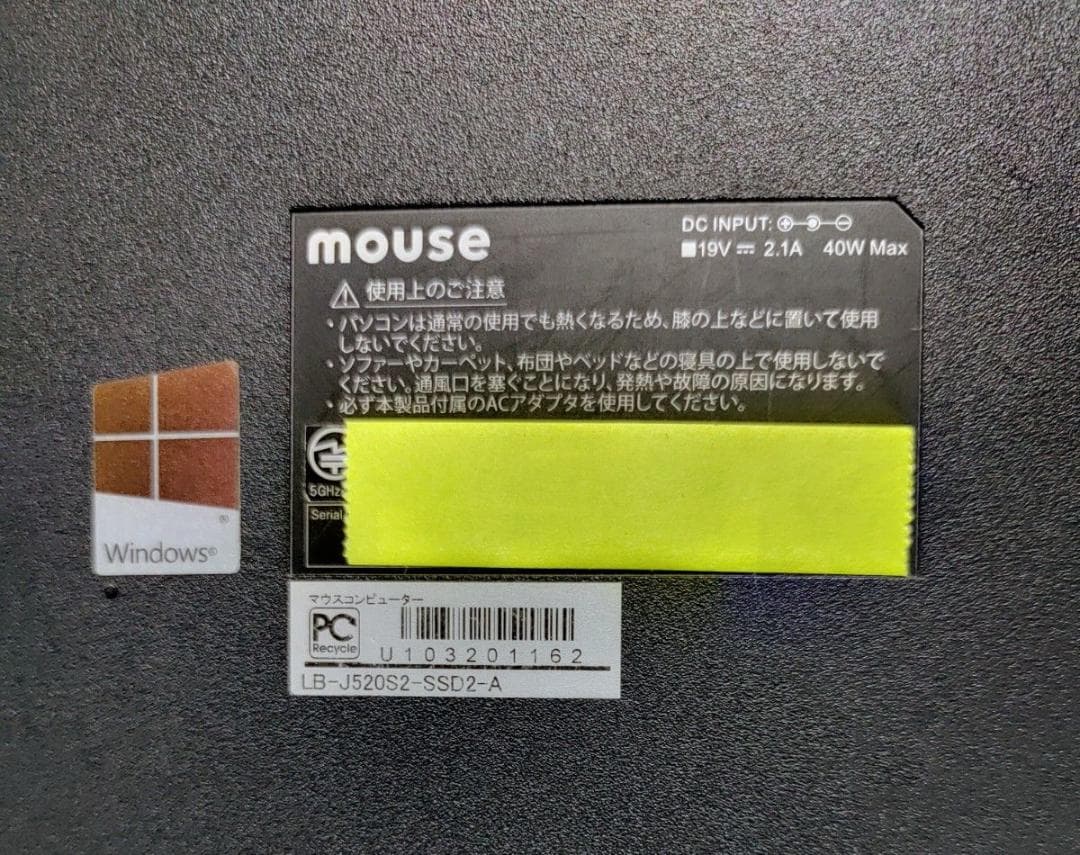 mouse
DC INPUT:
19V 2.1A 40W Max
使用上のご注意
・パソコンは通常の使用でも熱くなるため、膝の上などに置いて使用
しないでください。
・ソファーやカーペット、布団やベッドなどの寝具の上で使用しないで
ください。通風口を塞ぐことになり、発熱や故障の原因になります。
・必ず本製品付属のACアダプタを使用してください。
5GHz
Serial
Windows®
マウスコンピューター
PC
Recycle
U103201162
LB-J520S2-SSD2-A